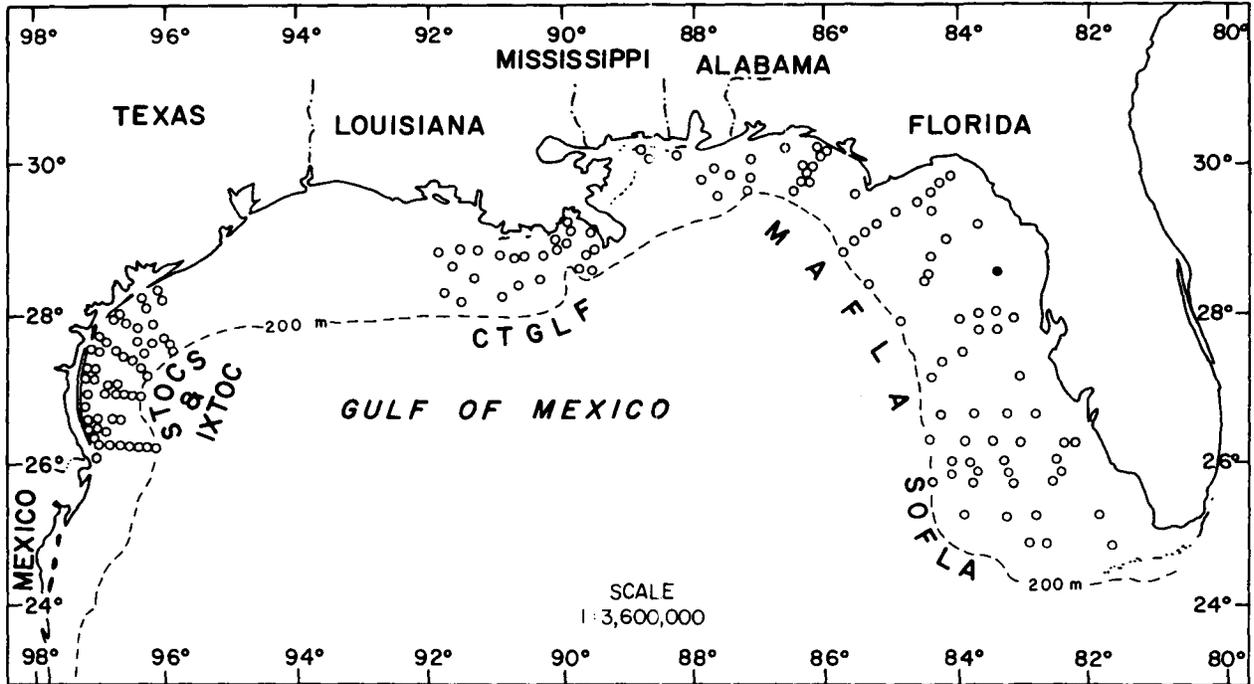 98° 96° 94° 92° 90° 88° 86° 84° 82° 80°
MISSISSIPPI
ALABAMA
TEXAS
LOUISIANA
FLORIDA
30°
30°
MAFLA
28°
28°
200 m
CTGLF
STOCS
&
IXTOC
GULF OF MEXICO
26°
26°
SOFLA
MEXICO
200 m
SCALE
1:3,600,000
24°
24°
98° 96° 94° 92° 90° 88° 86° 84° 82° 80°